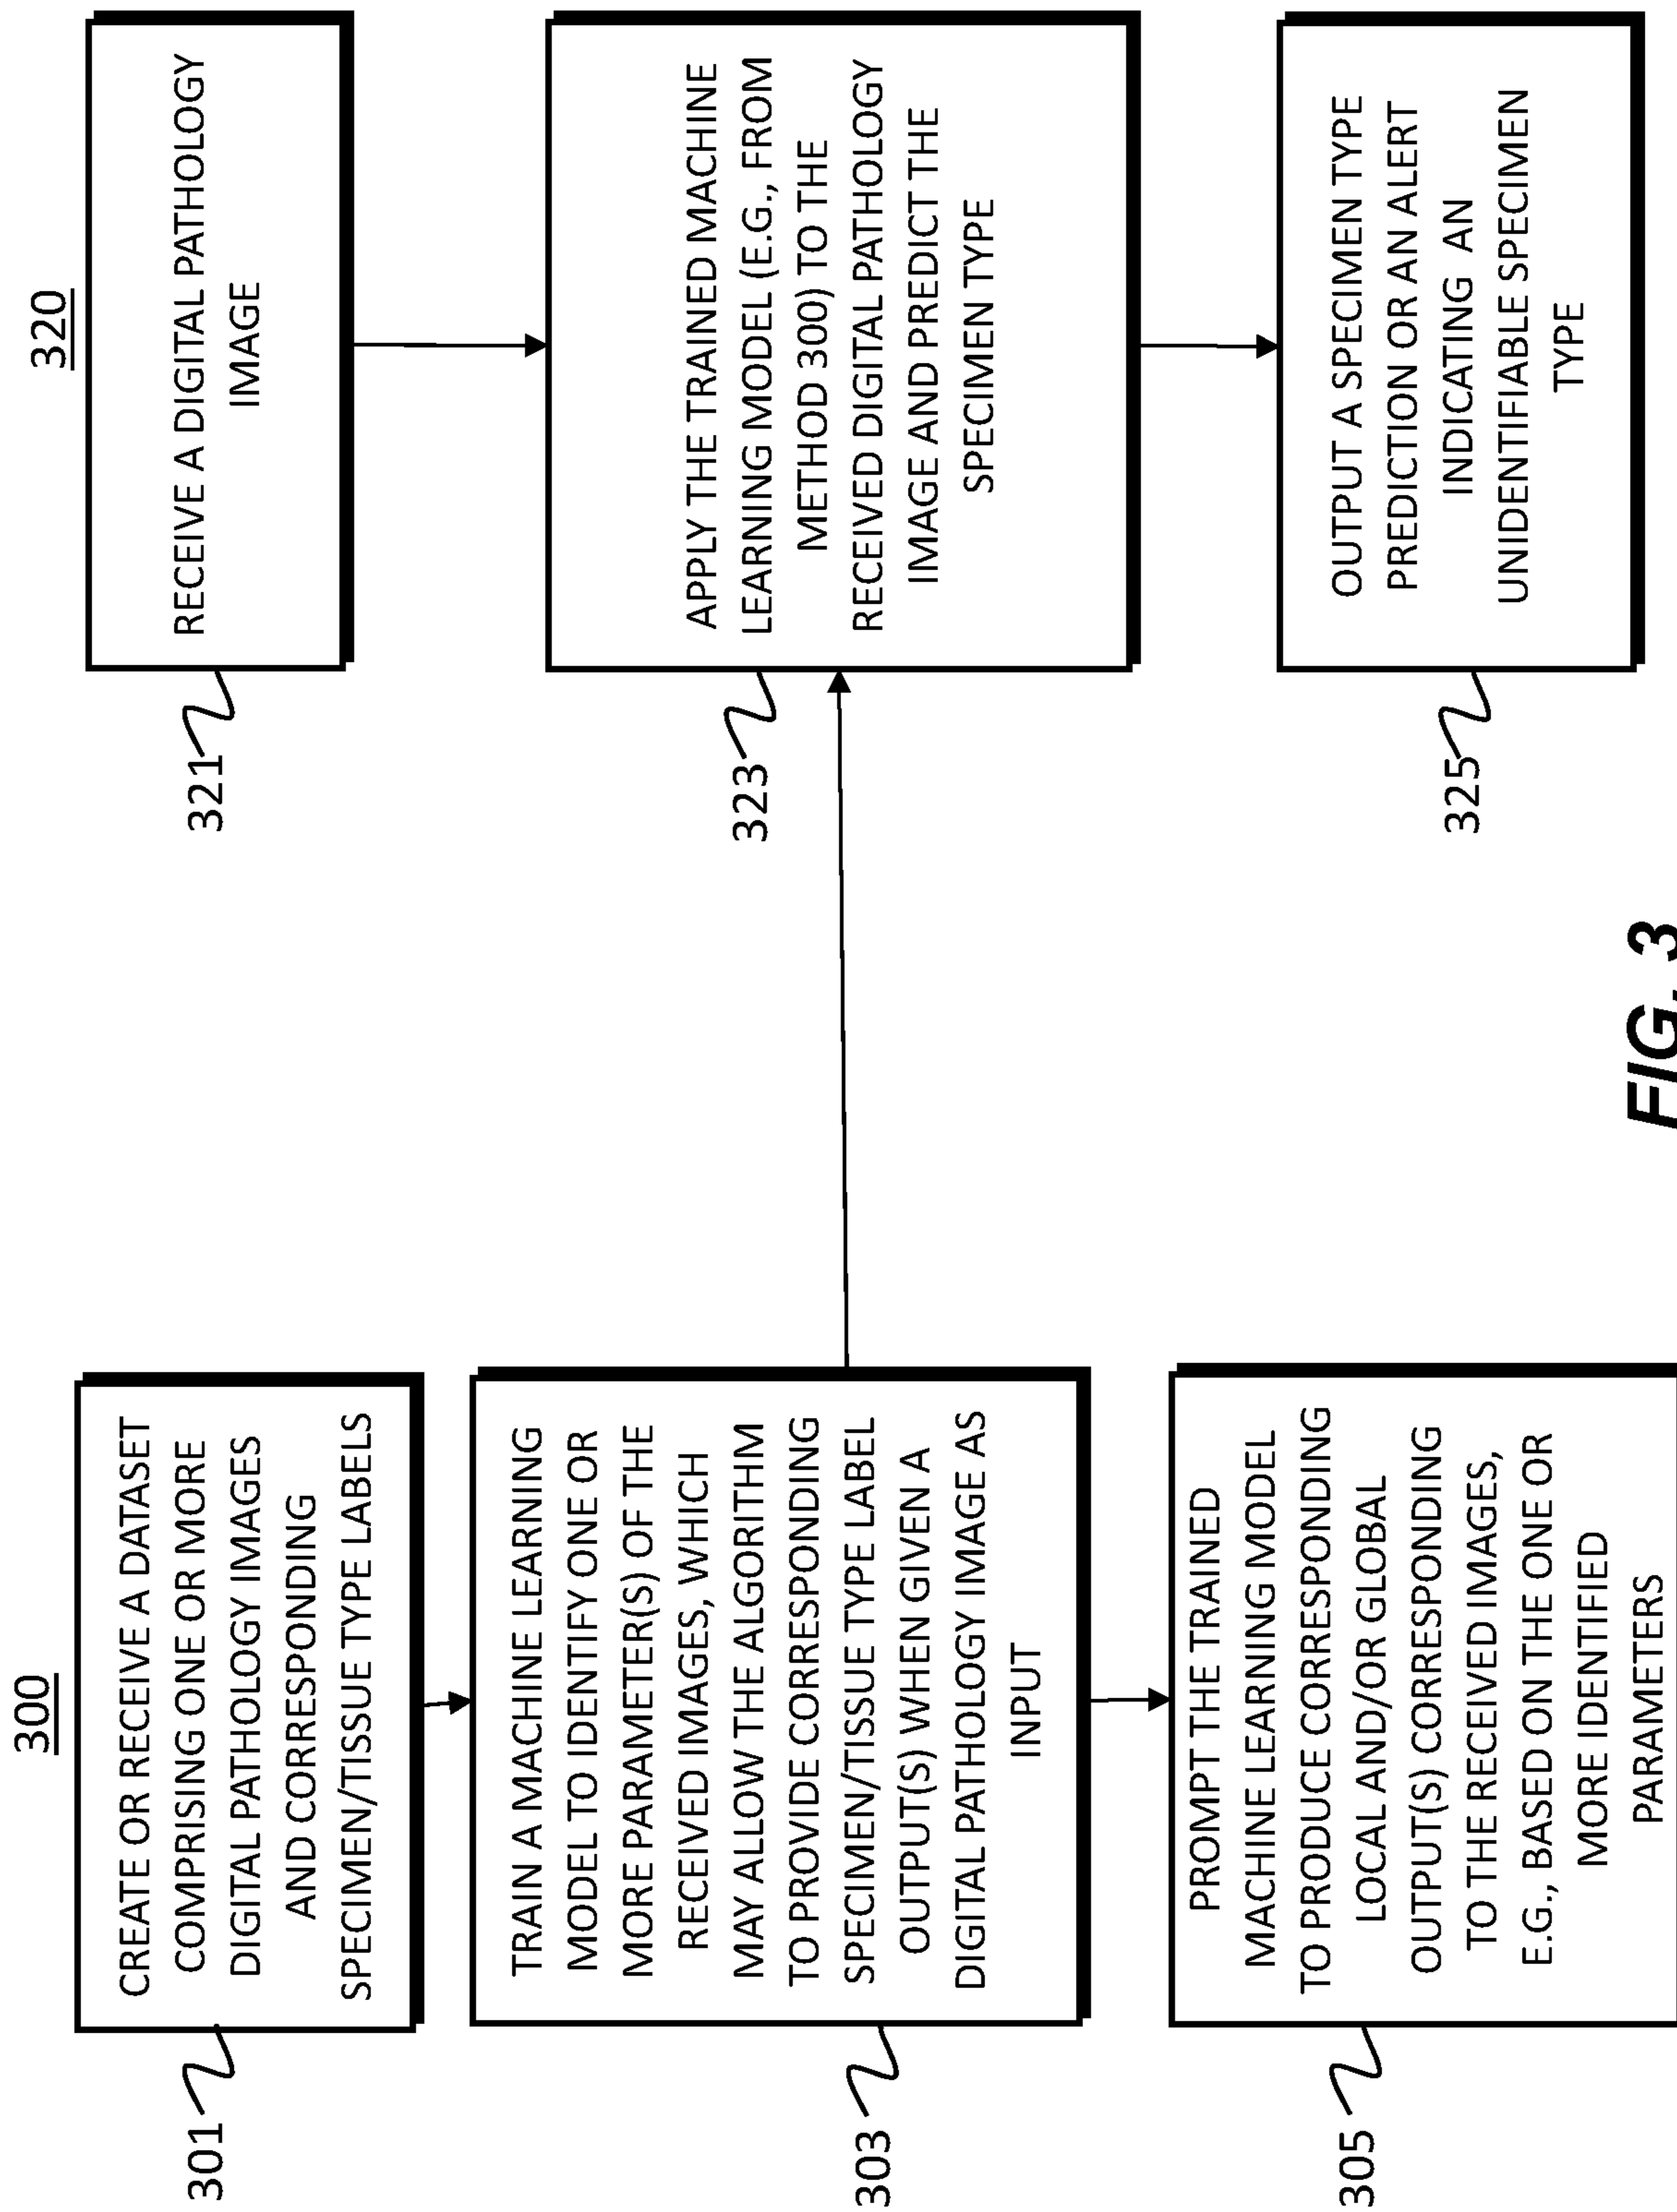 300
301
CREATE OR RECEIVE A DATASET
COMPRISING ONE OR MORE
DIGITAL PATHOLOGY IMAGES
AND CORRESPONDING
SPECIMEN/TISSUE TYPE LABELS
303
TRAIN A MACHINE LEARNING
MODEL TO IDENTIFY ONE OR
MORE PARAMETER(S) OF THE
RECEIVED IMAGES, WHICH
MAY ALLOW THE ALGORITHM
TO PROVIDE CORRESPONDING
SPECIMEN/TISSUE TYPE LABEL
OUTPUT(S) WHEN GIVEN A
DIGITAL PATHOLOGY IMAGE AS
INPUT
305
PROMPT THE TRAINED
MACHINE LEARNING MODEL
TO PRODUCE CORRESPONDING
LOCAL AND/OR GLOBAL
OUTPUT(S) CORRESPONDING
TO THE RECEIVED IMAGES,
E.G., BASED ON THE ONE OR
MORE IDENTIFIED
PARAMETERS
320
321
RECEIVE A DIGITAL PATHOLOGY
IMAGE
323
APPLY THE TRAINED MACHINE
LEARNING MODEL (E.G., FROM
METHOD 300) TO THE
RECEIVED DIGITAL PATHOLOGY
IMAGE AND PREDICT THE
SPECIMEN TYPE
325
OUTPUT A SPECIMEN TYPE
PREDICTION OR AN ALERT
INDICATING AN
UNIDENTIFIABLE SPECIMEN
TYPE
FIG. 3